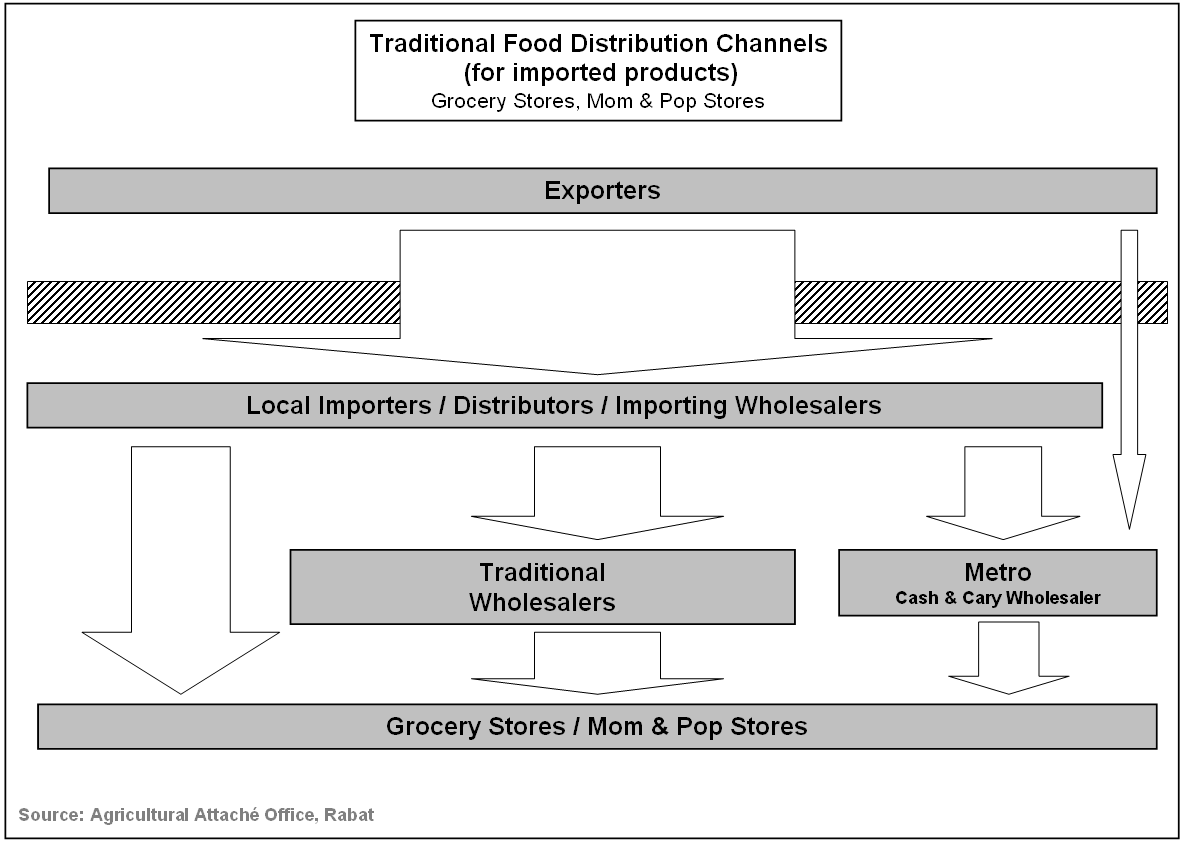 Traditional Food Distribution Channels
(for imported products)
Grocery Stores, Mom & Pop Stores
Exporters
Local Importers / Distributors / Importing Wholesalers
Traditional
Wholesalers
Metro
Cash & Cary Wholesaler
Grocery Stores / Mom & Pop Stores
Source: Agricultural Attaché Office, Rabat